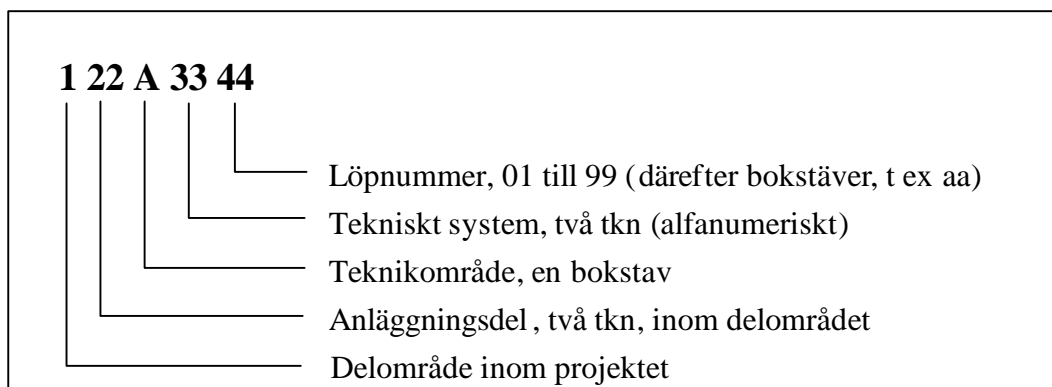 1 22 A 33 44
Löpnummer, 01 till 99 (därefter bokstäver, t ex aa)
Tekniskt system, två tkn (alfanumeriskt)
Teknikområde, en bokstav
Anläggningsdel, två tkn, inom delområdet
Delområde inom projektet